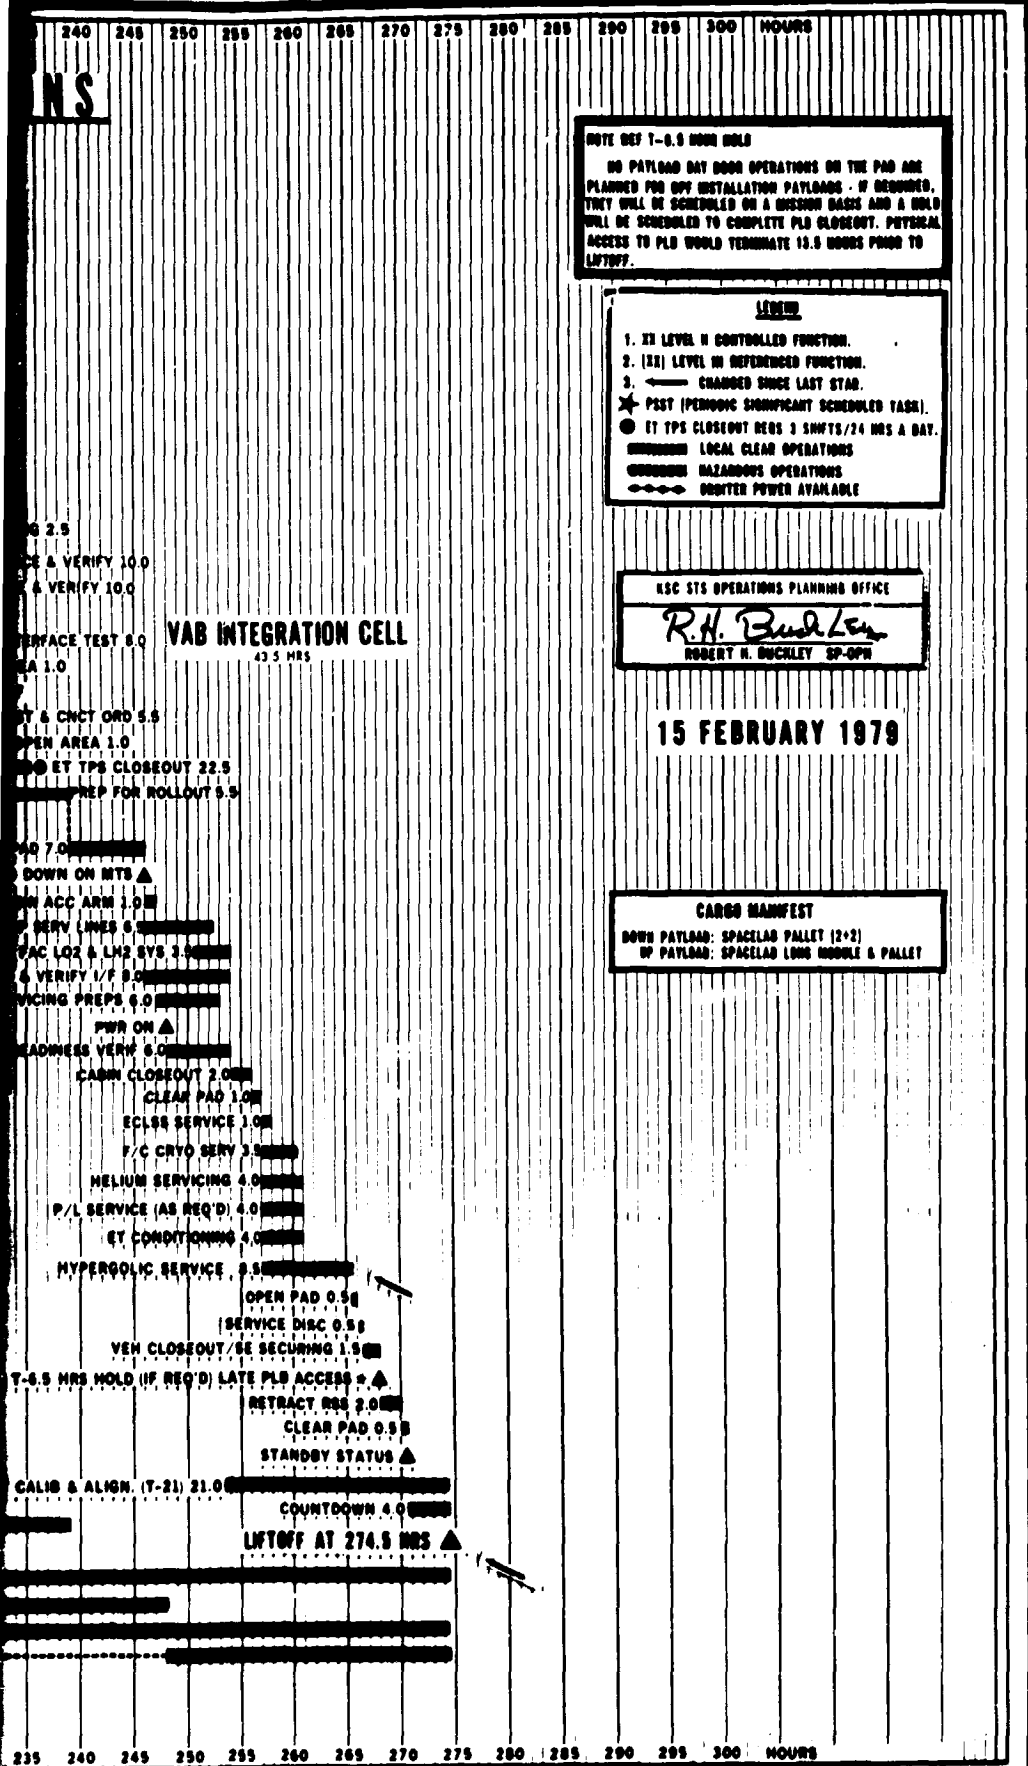 240 245 250 255 260 265 270 275 280 285 290 295 300 HOURS
NS
NOTE REF T-6.5 HOUR HOLD
NO PAYLOAD BAY DOOR OPERATIONS ON THE PAD ARE
PLANNED FOR OPF INSTALLATION PAYLOADS - IF REQUIRED,
THEY WILL BE SCHEDULED ON A MISSION BASIS AND A HOLD
WILL BE SCHEDULED TO COMPLETE PLB CLOSEOUT. PHYSICAL
ACCESS TO PLB WOULD TERMINATE 13.5 HOURS PRIOR TO
LIFTOFF.
LEGEND
1. XX LEVEL II CONTROLLED FUNCTION.
2. [XX] LEVEL III REFERENCED FUNCTION.
3. CHANGED SINCE LAST STAR.
PSST (PERIODIC SIGNIFICANT SCHEDULED TASK).
ET TPS CLOSEOUT REQS 3 SHIFTS/24 HRS A DAY.
LOCAL CLEAR OPERATIONS
HAZARDOUS OPERATIONS
ORBITER POWER AVAILABLE
G 2.5
CE & VERIFY 10.0
& VERIFY 10.0
KSC STS OPERATIONS PLANNING OFFICE
R.H. Buckley
ROBERT H. BUCKLEY SP-OPN
VAB INTEGRATION CELL
43.5 HRS
ERFACE TEST 8.0
EA 1.0
ST & CNCT ORD 5.5
OPEN AREA 1.0
15 FEBRUARY 1979
ET TPS CLOSEOUT 22.5
PREP FOR ROLLOUT 5.5
PAD 7.0
DOWN ON MTS
ACC ARM 1.0
SERV LINES 6.
CARGO MANIFEST
DOWN PAYLOAD: SPACELAB PALLET (2+2)
UP PAYLOAD: SPACELAB LONG MODULE & PALLET
FAC LO2 & LH2 SYS 3.5
& VERIFY I/F 8.0
VICING PREPS 6.0
PWR ON
EADINESS VERIF 6.0
CABIN CLOSEOUT 2.0
CLEAR PAD 1.0
ECLSS SERVICE 1.0
F/C CRYO SERV 3.5
HELIUM SERVICING 4.0
P/L SERVICE (AS REQ'D) 4.0
ET CONDITIONING 4.0
HYPERGOLIC SERVICE 8.5
OPEN PAD 0.5
SERVICE DISC 0.5
VEH CLOSEOUT/SE SECURING 1.5
T-6.5 HRS HOLD (IF REQ'D) LATE PLB ACCESS *
RETRACT RSS 2.0
CLEAR PAD 0.5
STANDBY STATUS
CALIB & ALIGN. (T-21) 21.0
COUNTDOWN 4.0
LIFTOFF AT 274.5 HRS
235 240 245 250 255 260 265 270 275 280 285 290 295 300 HOURS